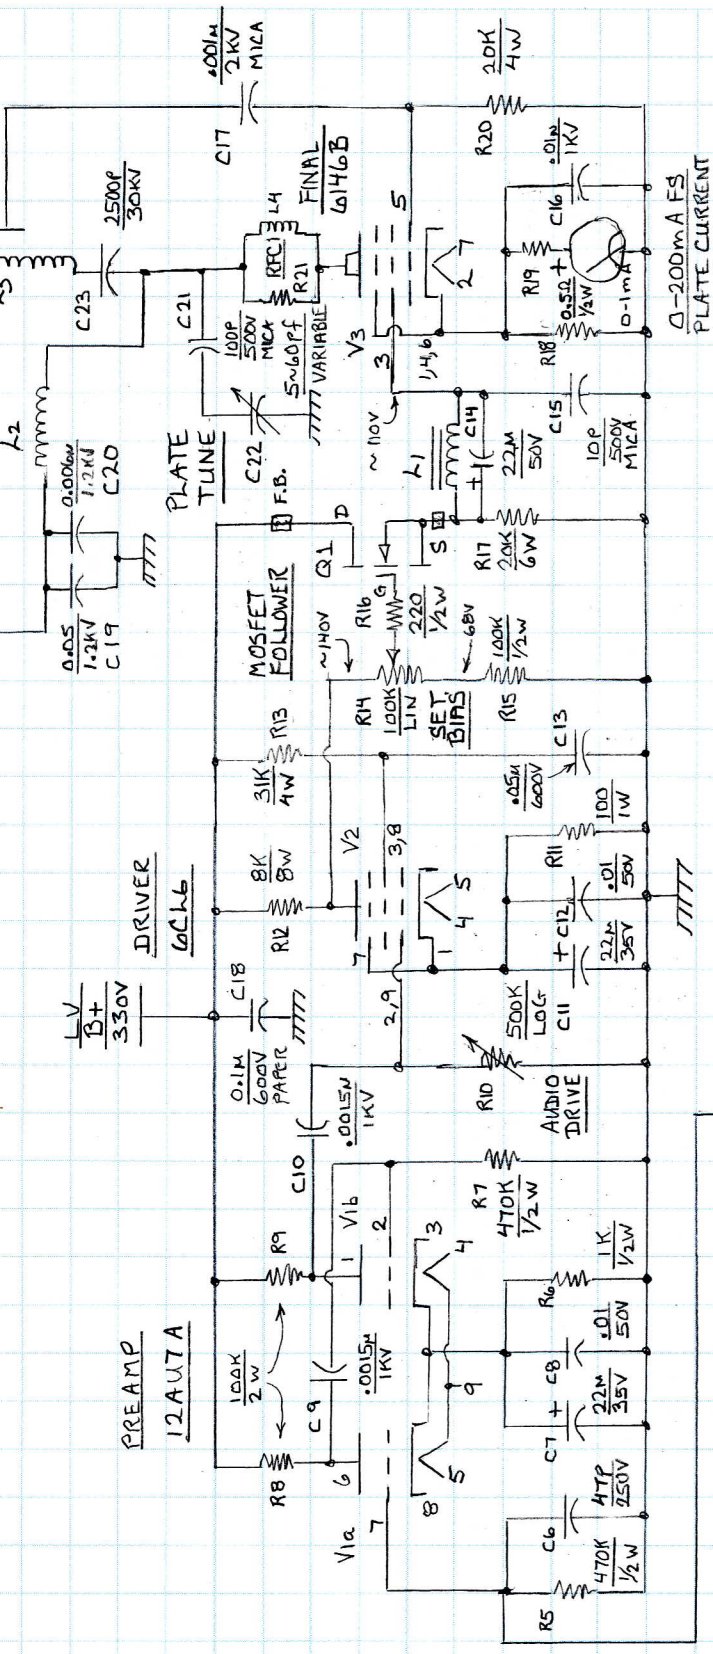 PREAMP
12AU7A
V1a
V1b
R8
100K
2W
R9
C9
.0015M
1KV
C10
.0015M
1KV
6
7
8
5
9
1
2
3
4
R5
470K
1/2W
C6
47P
250V
C7
+
22M
35V
C8
.01
50V
R6
1K
1/2W
R7
470K
1/2W
LV
B+
330V
C18
0.1M
600V
PAPER
R10
500K
LOG
AUDIO
DRIVE
DRIVER
6CL6
R12
8K
8W
V2
7
2,9
3,8
1
4
5
C11
+
22M
35V
C12
.01
50V
R11
100
1W
R13
31K
4W
C13
.05M
600V
MOSFET
FOLLOWER
~140V
R14
100K
LIN
SET
BIAS
68V
R15
100K
1/2W
R16
220
1/2W
Q1
G
D
S
F.B.
R17
20K
6W
L1
+
C14
22M
50V
~110V
C15
10P
500V
MICA
0.05
1.2KV
C19
0.006M
1.2KV
C20
L2
PLATE
TUNE
C22
5~60Pf
VARIABLE
C21
100P
500V
MICA
C23
2500P
30KV
RFC1
L4
R21
FINAL
6146B
V3
3
1,4,6
2
7
5
C17
.001M
2KV
MICA
R20
20K
4W
R18
0.5Ω
1/2W
R19
+
0-1mA
C16
1KV
0-200mA FS
PLATE CURRENT